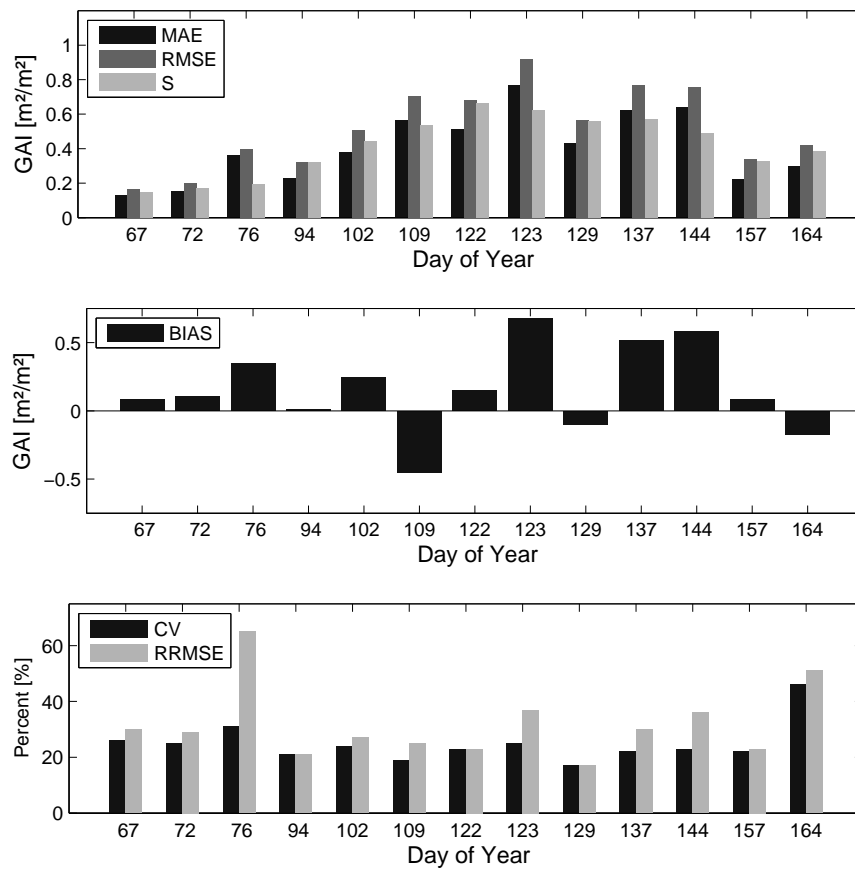 MAE
RMSE
S
1
0.8
0.6
0.4
0.2
0
GAI [m²/m²]
67 72 76 94 102 109 122 123 129 137 144 157 164
Day of Year
BIAS
0.5
0
−0.5
GAI [m²/m²]
67 72 76 94 102 109 122 123 129 137 144 157 164
Day of Year
CV
RRMSE
60
40
20
0
Percent [%]
67 72 76 94 102 109 122 123 129 137 144 157 164
Day of Year